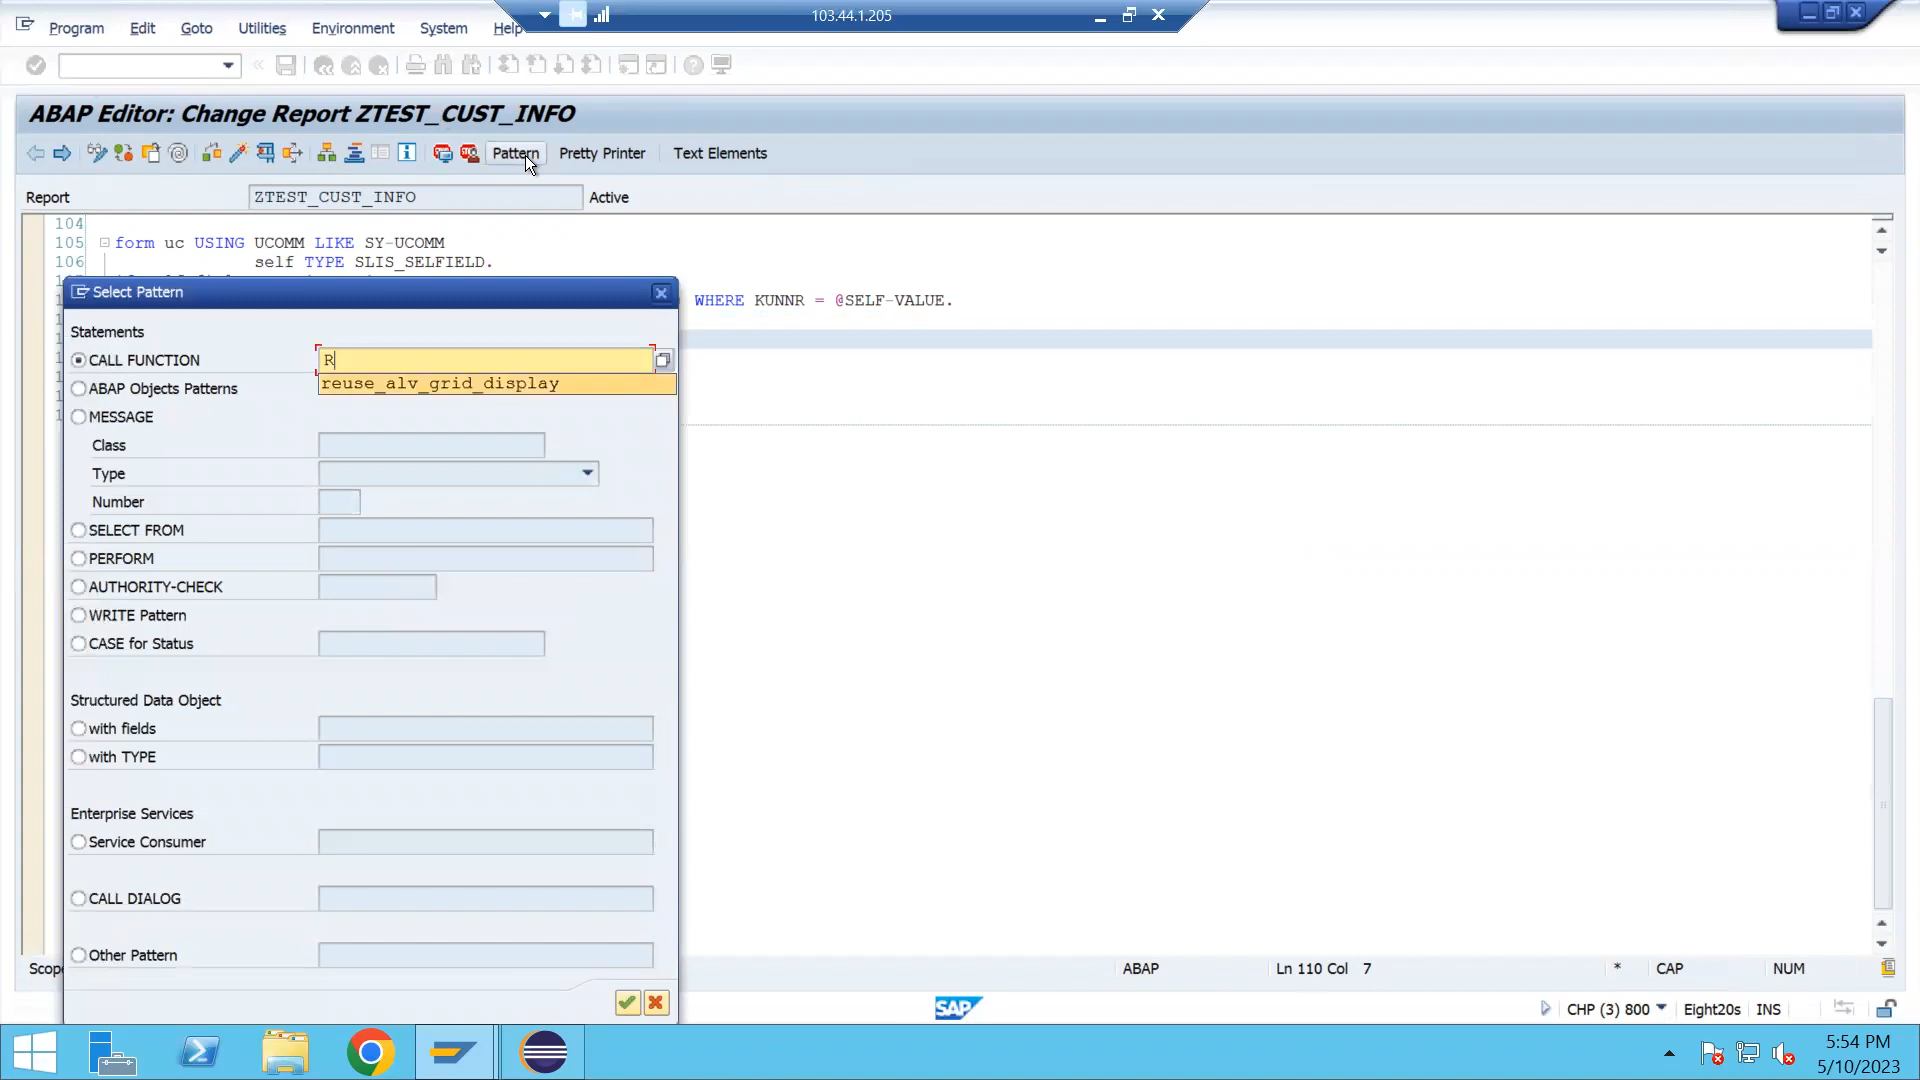 103.44.1.205
Program Edit Goto Utilities Environment System Help
ABAP Editor: Change Report ZTEST_CUST_INFO
Pattern Pretty Printer Text Elements
Report ZTEST_CUST_INFO Active
104
105 form uc USING UCOMM LIKE SY-UCOMM
106 self TYPE SLIS_SELFIELD.
WHERE KUNNR = @SELF-VALUE.
Select Pattern
Statements
CALL FUNCTION R
reuse_alv_grid_display
ABAP Objects Patterns
MESSAGE
Class
Type
Number
SELECT FROM
PERFORM
AUTHORITY-CHECK
WRITE Pattern
CASE for Status
Structured Data Object
with fields
with TYPE
Enterprise Services
Service Consumer
CALL DIALOG
Other Pattern
Scope ABAP Ln 110 Col 7 * CAP NUM
SAP CHP (3) 800 Eight20s INS
5:54 PM
5/10/2023